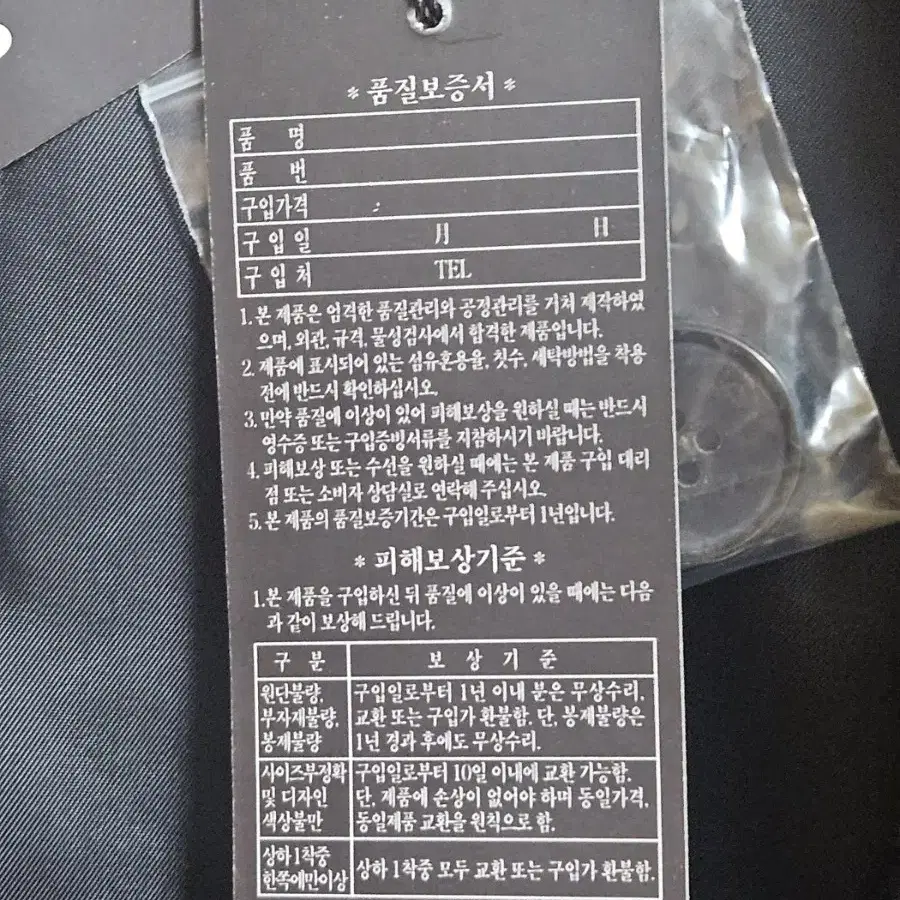 * 품질보증서 *
품 명
품 번
구입가격
구입일 月 日
구입처 TEL
1. 본 제품은 엄격한 품질관리와 공정관리를 거쳐 제작하였
으며, 외관, 규격, 물성검사에서 합격한 제품입니다.
2. 제품에 표시되어 있는 섬유혼용율, 칫수, 세탁방법을 착용
전에 반드시 확인하십시오.
3. 만약 품질에 이상이 있어 피해보상을 원하실 때는 반드시
영수증 또는 구입증빙서류를 지참하시기 바랍니다.
4. 피해보상 또는 수선을 원하실 때에는 본 제품 구입 대리
점 또는 소비자 상담실로 연락해 주십시오.
5. 본 제품의 품질보증기간은 구입일로부터 1년입니다.
* 피해보상기준 *
1. 본 제품을 구입하신 뒤 품질에 이상이 있을 때에는 다음
과 같이 보상해 드립니다.
구 분 보 상 기 준
원단불량, 구입일로부터 1년 이내 분은 무상수리,
부자재불량, 교환 또는 구입가 환불함. 단, 봉제불량은
봉제불량 1년 경과 후에도 무상수리.
사이즈부정확 구입일로부터 10일 이내에 교환 가능함.
및 디자인 단, 제품에 손상이 없어야 하며 동일가격,
색상불만 동일제품 교환을 원칙으로 함.
상하 1착중
한쪽에만이상 상하 1착중 모두 교환 또는 구입가 환불함.